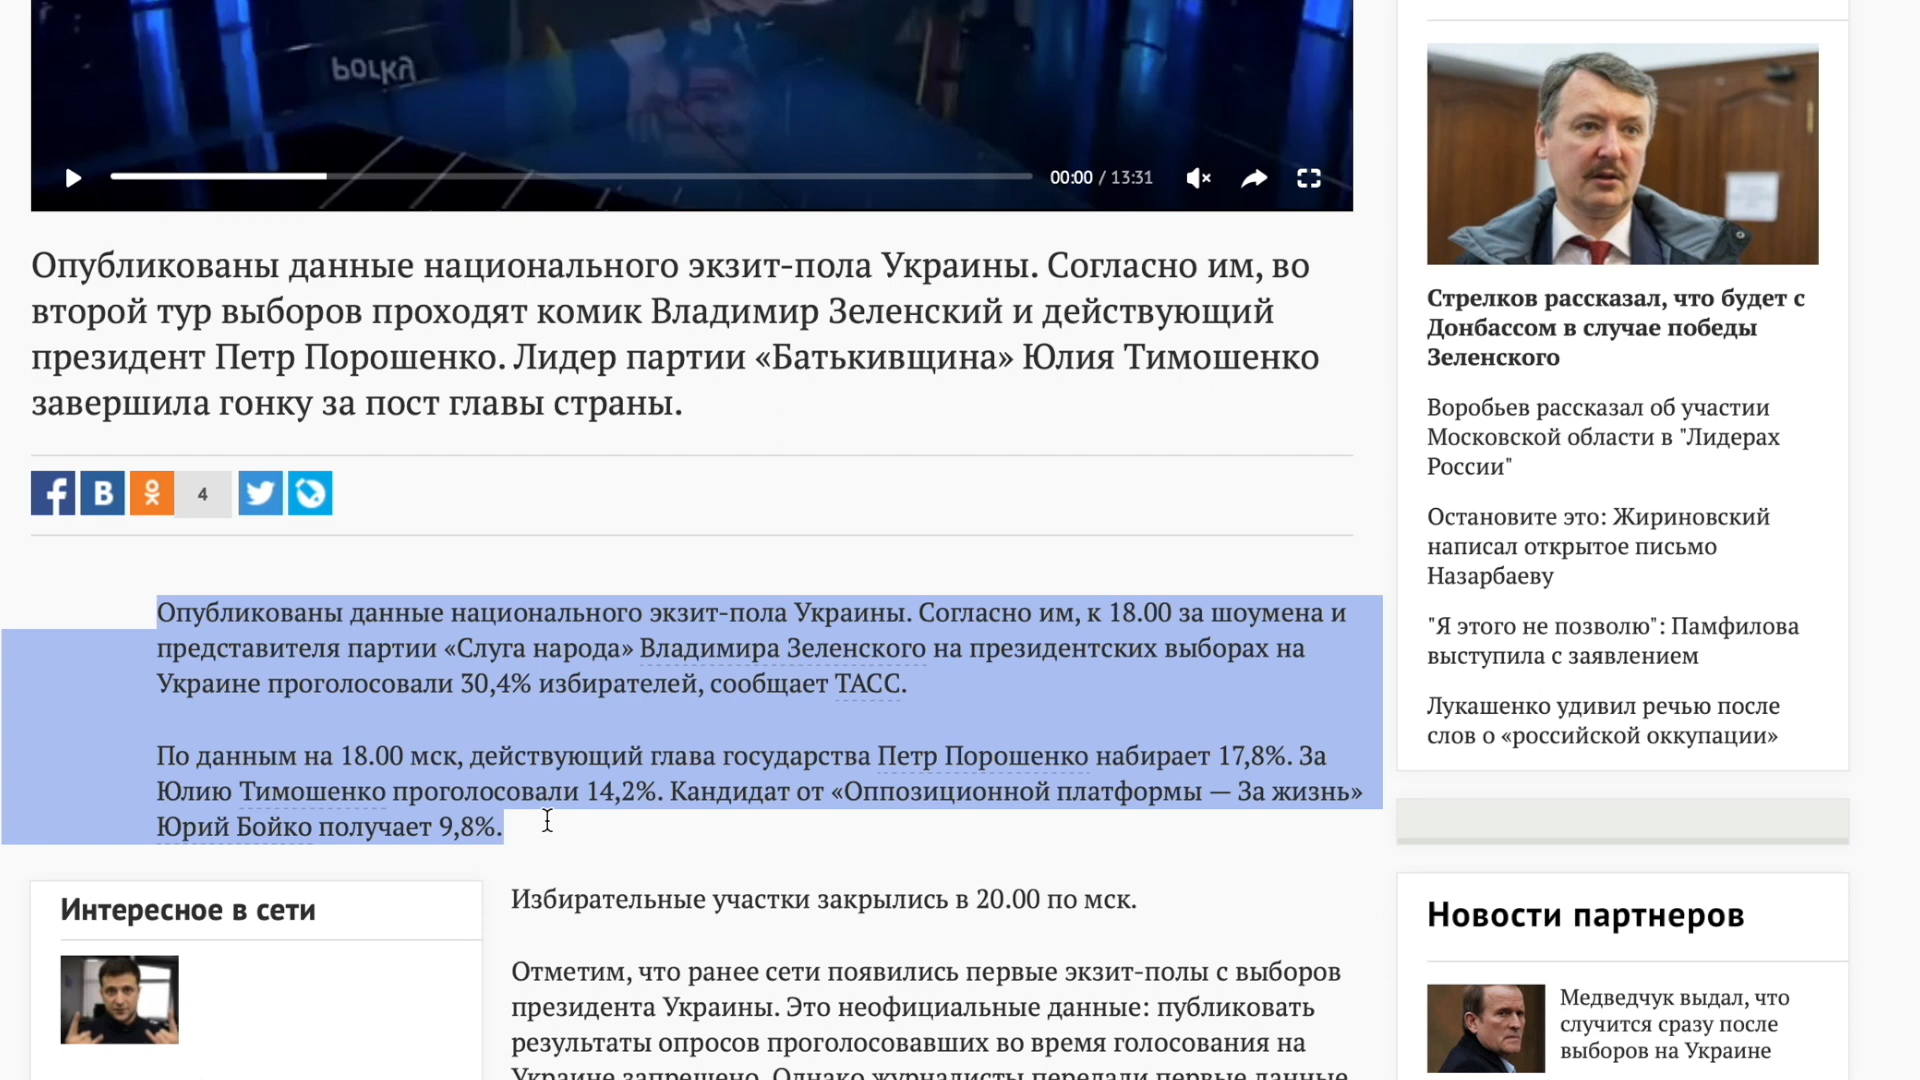 00:00 / 13:31
Опубликованы данные национального экзит-пола Украины. Согласно им, во
второй тур выборов проходят комик Владимир Зеленский и действующий
президент Петр Порошенко. Лидер партии «Батькивщина» Юлия Тимошенко
завершила гонку за пост главы страны.
4
Опубликованы данные национального экзит-пола Украины. Согласно им, к 18.00 за шоумена и
представителя партии «Слуга народа» Владимира Зеленского на президентских выборах на
Украине проголосовали 30,4% избирателей, сообщает ТАСС.
По данным на 18.00 мск, действующий глава государства Петр Порошенко набирает 17,8%. За
Юлию Тимошенко проголосовали 14,2%. Кандидат от «Оппозиционной платформы — За жизнь»
Юрий Бойко получает 9,8%.
Интересное в сети
Избирательные участки закрылись в 20.00 по мск.
Отметим, что ранее сети появились первые экзит-полы с выборов
президента Украины. Это неофициальные данные: публиковать
результаты опросов проголосовавших во время голосования на
Украине запрещено. Однако журналисты передали первые данные
Стрелков рассказал, что будет с
Донбассом в случае победы
Зеленского
Воробьев рассказал об участии
Московской области в "Лидерах
России"
Остановите это: Жириновский
написал открытое письмо
Назарбаеву
"Я этого не позволю": Памфилова
выступила с заявлением
Лукашенко удивил речью после
слов о «российской оккупации»
Новости партнеров
Медведчук выдал, что
случится сразу после
выборов на Украине